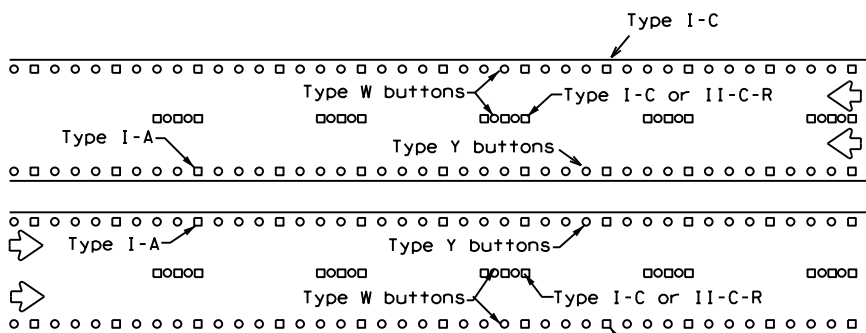 Type I-C
Type W buttons
Type I-C or II-C-R
Type I-A
Type Y buttons
Type I-A
Type Y buttons
Type W buttons
Type I-C or II-C-R